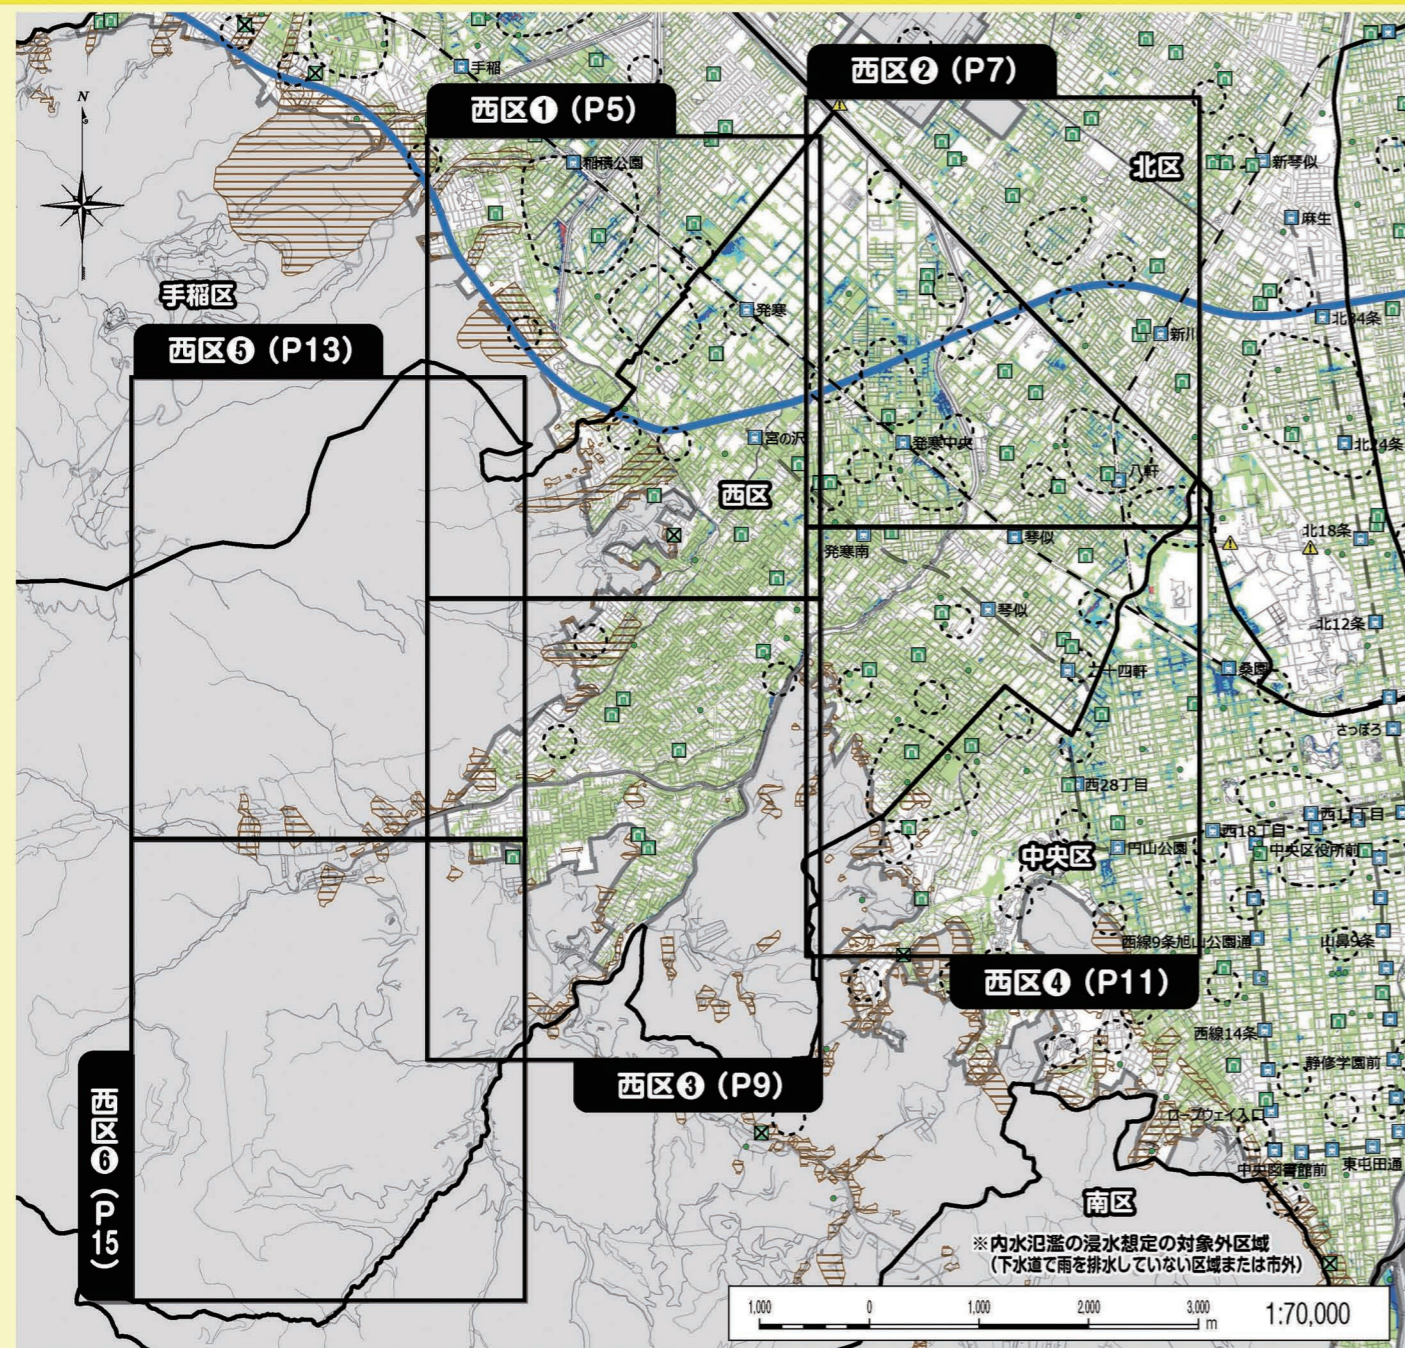 西区❷（P7）
手稲
西区❶（P5）
N
稲積公園
北区
新琴似
麻生
手稲区
発寒
北34条
新川
西区❺（P13）
宮の沢
発寒中央
北24条
八軒
西区
北18条
発寒南
琴似
琴似
北12条
二十四軒
桑園
さっぽろ
西28丁目
西11丁目
西18丁目
円山公園
中央区役所前
中央区
西線9条旭山公園通
山鼻9条
西区❹（P11）
西線14条
静修学園前
西区❸（P9）
ロープウェイ入口
西区❻（P15）
中央図書館前
東屯田通
南区
※内水氾濫の浸水想定の対象外区域
（下水道で雨を排水していない区域または市外）
1,000 0 1,000 2,000 3,000 m
1:70,000